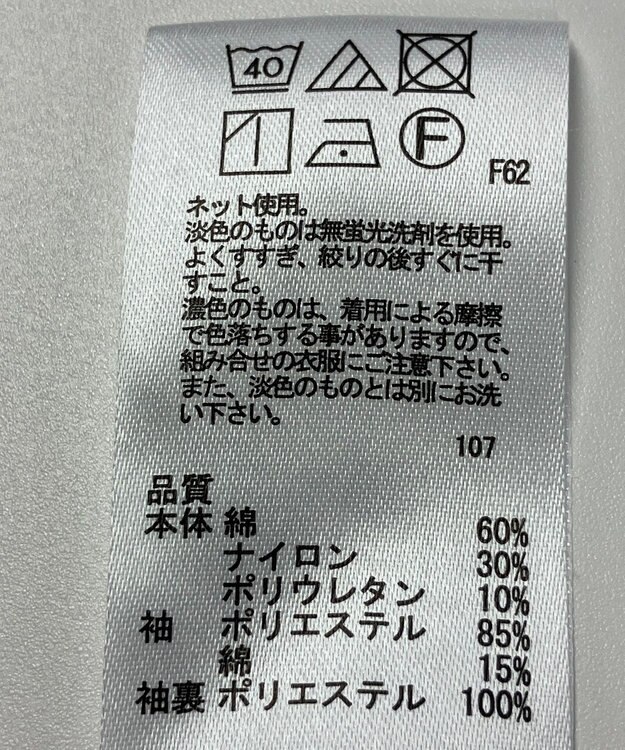 40
F
F62
ネット使用。
淡色のものは無蛍光洗剤を使用。
よくすすぎ、絞りの後すぐに干
すこと。
濃色のものは、着用による摩擦
で色落ちする事がありますので、
組み合せの衣服にご注意下さい。
また、淡色のものとは別にお洗
い下さい。
107
品質
本体 綿 60%
ナイロン 30%
ポリウレタン 10%
袖 ポリエステル 85%
綿 15%
袖裏 ポリエステル 100%